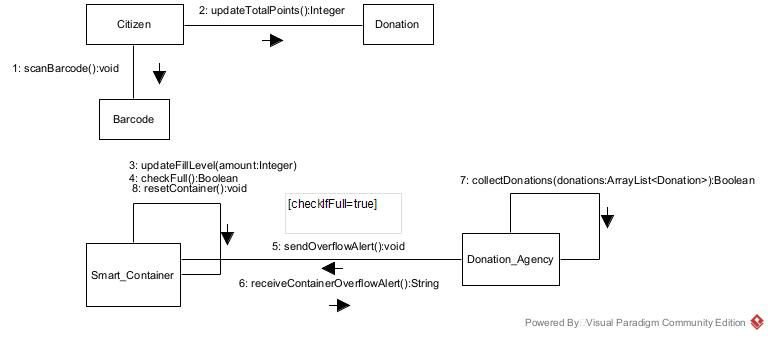 Citizen
2: updateTotalPoints():Integer
Donation
1: scanBarcode():void
Barcode
3: updateFillLevel(amount:Integer)
4: checkFull():Boolean
8: resetContainer():void
7: collectDonations(donations:ArrayList<Donation>):Boolean
[checkIfFull=true]
5: sendOverflowAlert():void
Smart_Container
Donation_Agency
6: receiveContainerOverflowAlert():String
Powered By Visual Paradigm Community Edition